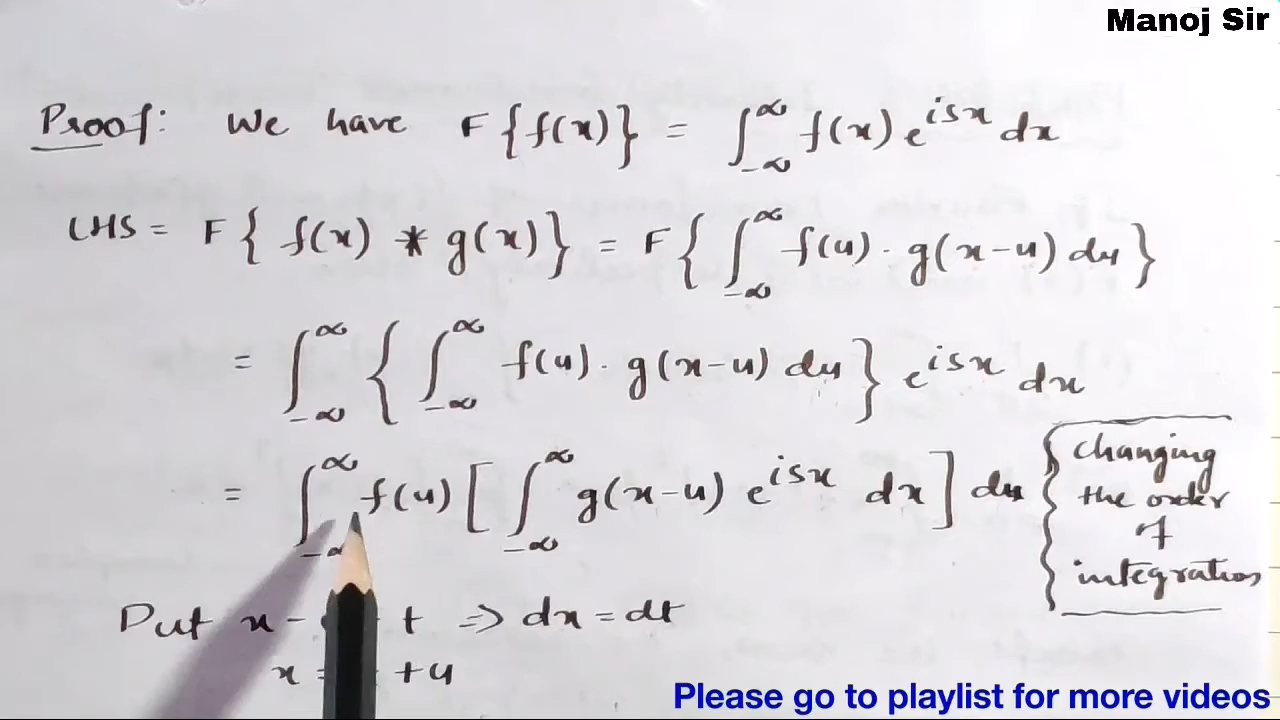 Manoj Sir
Proof: We have F{f(x)} = ∫_{-∞}^{∞} f(x) e^{isx} dx
LHS = F{ f(x) * g(x)} = F{ ∫_{-∞}^{∞} f(u) · g(x-u) du }
= ∫_{-∞}^{∞} { ∫_{-∞}^{∞} f(u) · g(x-u) du } e^{isx} dx
= ∫_{-∞}^{∞} f(u) [ ∫_{-∞}^{∞} g(x-u) e^{isx} dx ] du
changing
the order
of
integration
Put x - t ⇒ dx = dt
x = + u
Please go to playlist for more videos